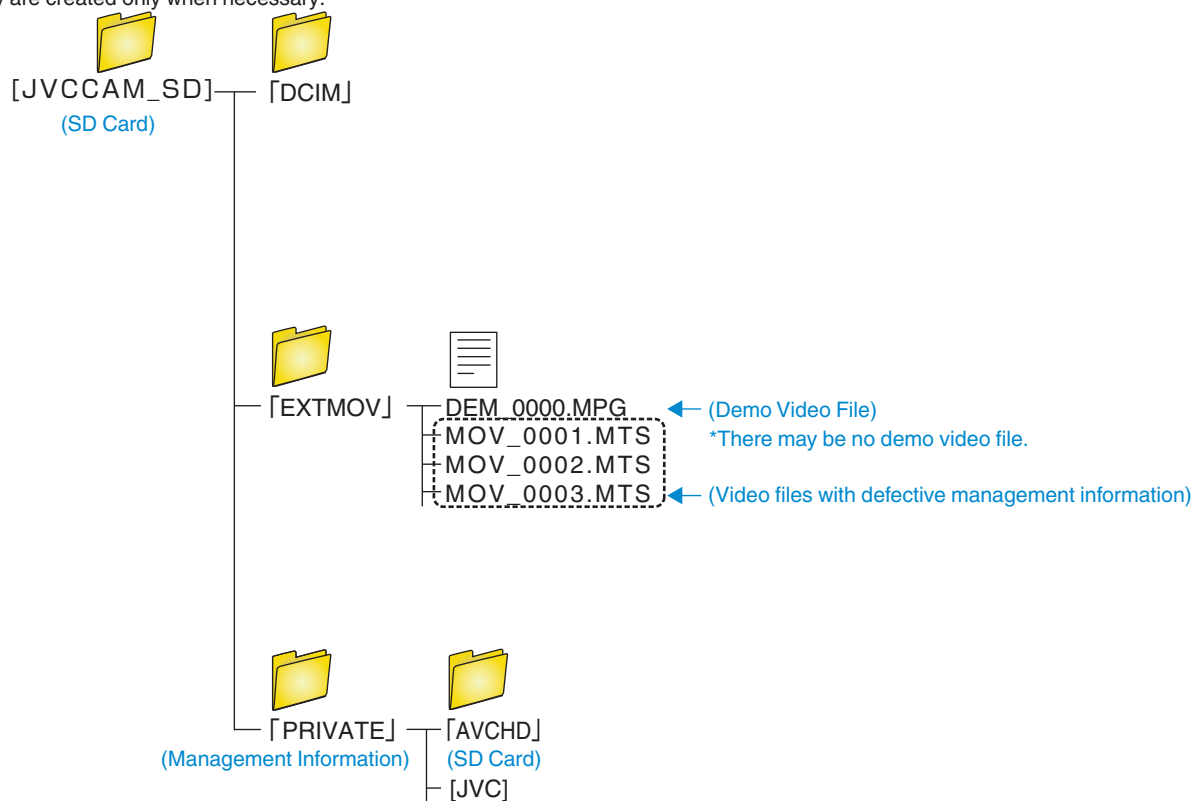 y are created only when necessary.
[JVCCAM_SD]
｢DCIM｣
(SD Card)
｢EXTMOV｣
DEM_0000.MPG
(Demo Video File)
*There may be no demo video file.
MOV_0001.MTS
MOV_0002.MTS
MOV_0003.MTS
(Video files with defective management information)
｢PRIVATE｣
(Management Information)
｢AVCHD｣
(SD Card)
[JVC]